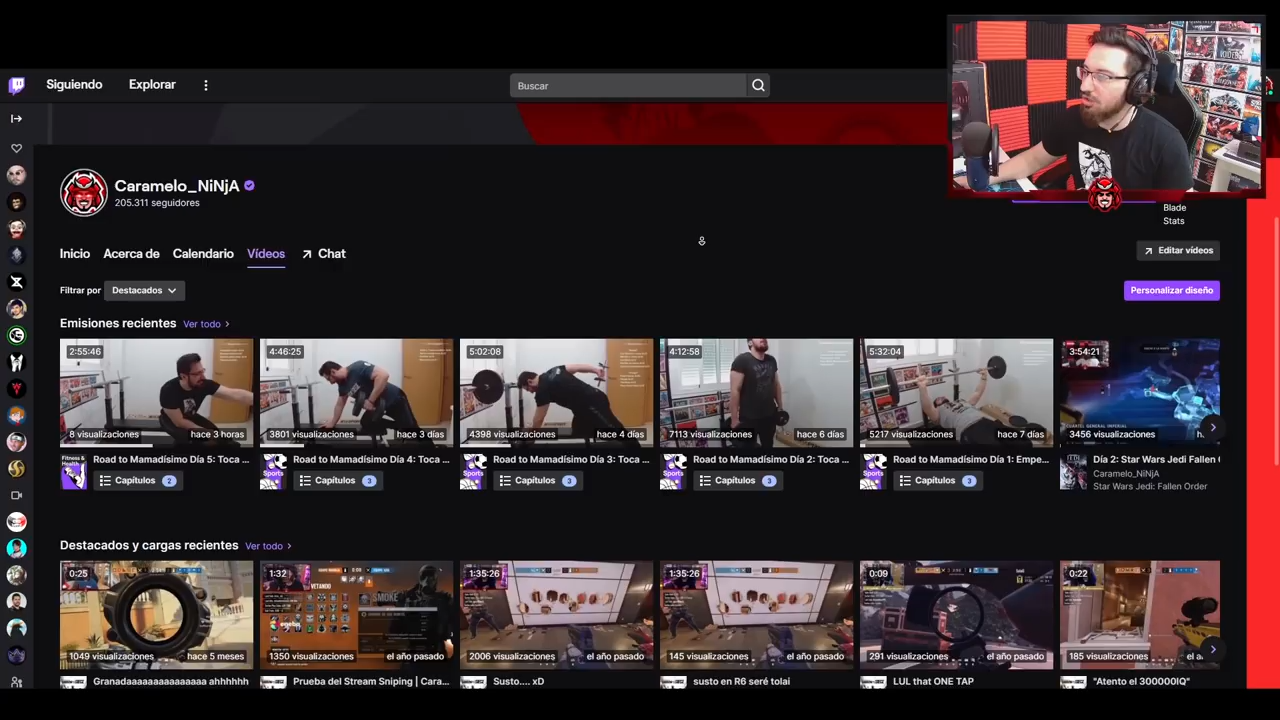 Siguiendo
Explorar
Buscar
Blade
Stats
Caramelo_NiNjA
205.311 seguidores
Inicio
Acerca de
Calendario
Vídeos
Chat
Editar vídeos
Filtrar por
Destacados
Personalizar diseño
Emisiones recientes
Ver todo
2:55:46
4:46:25
5:02:08
4:12:58
5:32:04
3:54:21
8 visualizaciones
hace 3 horas
3801 visualizaciones
hace 3 días
4398 visualizaciones
hace 4 días
7113 visualizaciones
hace 6 días
5217 visualizaciones
hace 7 días
3456 visualizaciones
h.
Road to Mamadísimo Día 5: Toca ...
Road to Mamadísimo Día 4: Toca ...
Road to Mamadísimo Día 3: Toca ...
Road to Mamadísimo Día 2: Toca ...
Road to Mamadísimo Día 1: Empe...
Día 2: Star Wars Jedi Fallen
Fitness & Health
Capítulos 2
Sports
Capítulos 3
Sports
Capítulos 3
Sports
Capítulos 3
Sports
Capítulos 3
Caramelo_NiNjA
Star Wars Jedi: Fallen Order
Destacados y cargas recientes
Ver todo
0:25
1:32
1:35:26
1:35:26
0:09
0:22
VETANDO
SMOKE
1049 visualizaciones
hace 5 meses
1350 visualizaciones
el año pasado
2006 visualizaciones
el año pasado
145 visualizaciones
el año pasado
291 visualizaciones
el año pasado
185 visualizaciones
el a
Granadaaaaaaaaaaaaaa ahhhhhh
Prueba del Stream Sniping | Cara...
Susto.... xD
susto en R6 seré tolai
LUL that ONE TAP
"Atento el 300000IQ"